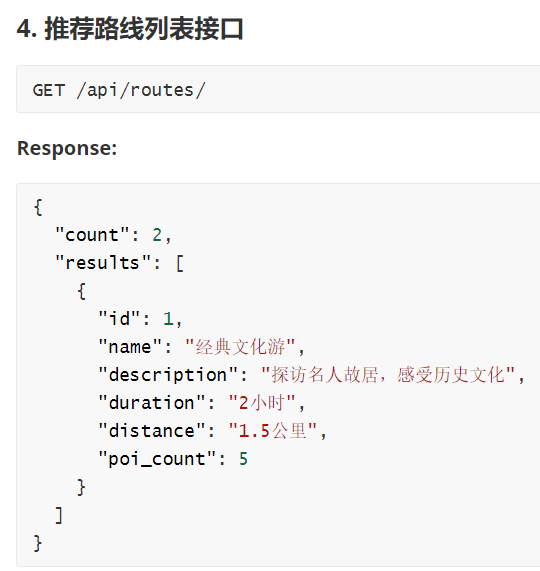 4. 推荐路线列表接口
GET /api/routes/
Response:
{
  "count": 2,
  "results": [
    {
      "id": 1,
      "name": "经典文化游",
      "description": "探访名人故居，感受历史文化",
      "duration": "2小时",
      "distance": "1.5公里",
      "poi_count": 5
    }
  ]
}